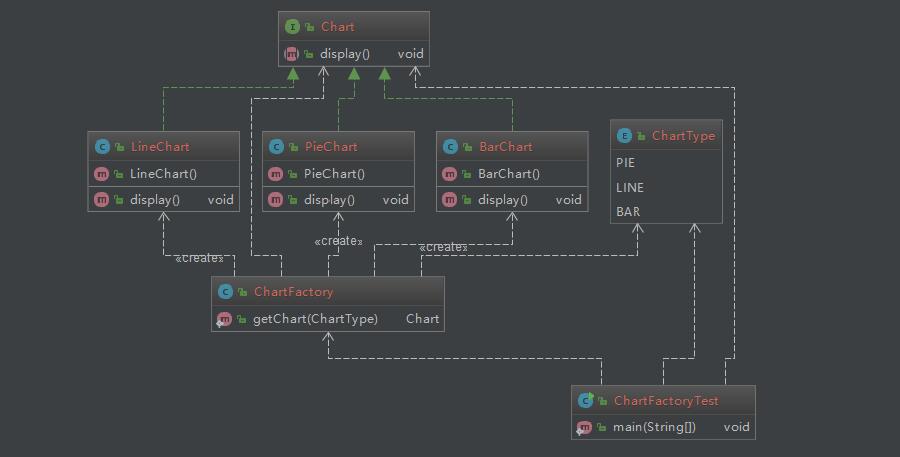 Chart
display() void
LineChart
LineChart()
display() void
PieChart
PieChart()
display() void
BarChart
BarChart()
display() void
ChartType
PIE
LINE
BAR
«create»
«create»
«create»
ChartFactory
getChart(ChartType) Chart
ChartFactoryTest
main(String[]) void